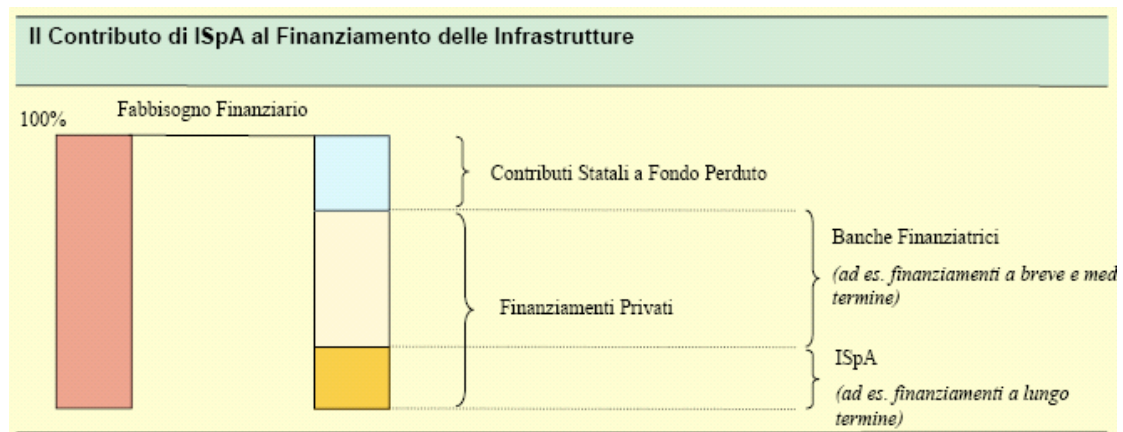 Il Contributo di ISpA al Finanziamento delle Infrastrutture
Fabbisogno Finanziario
100%
Contributi Statali a Fondo Perduto
Banche Finanziatrici
(ad es. finanziamenti a breve e med
termine)
Finanziamenti Privati
ISpA
(ad es. finanziamenti a lungo
termine)